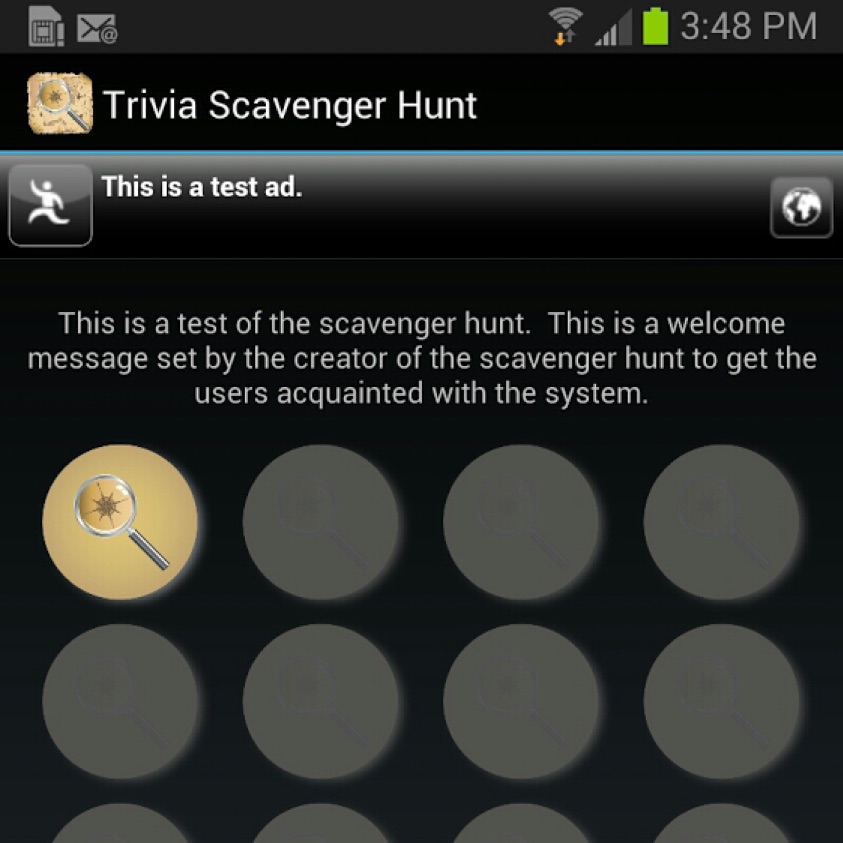 3:48 PM
Trivia Scavenger Hunt
This is a test ad.
This is a test of the scavenger hunt.  This is a welcome
message set by the creator of the scavenger hunt to get the
users acquainted with the system.